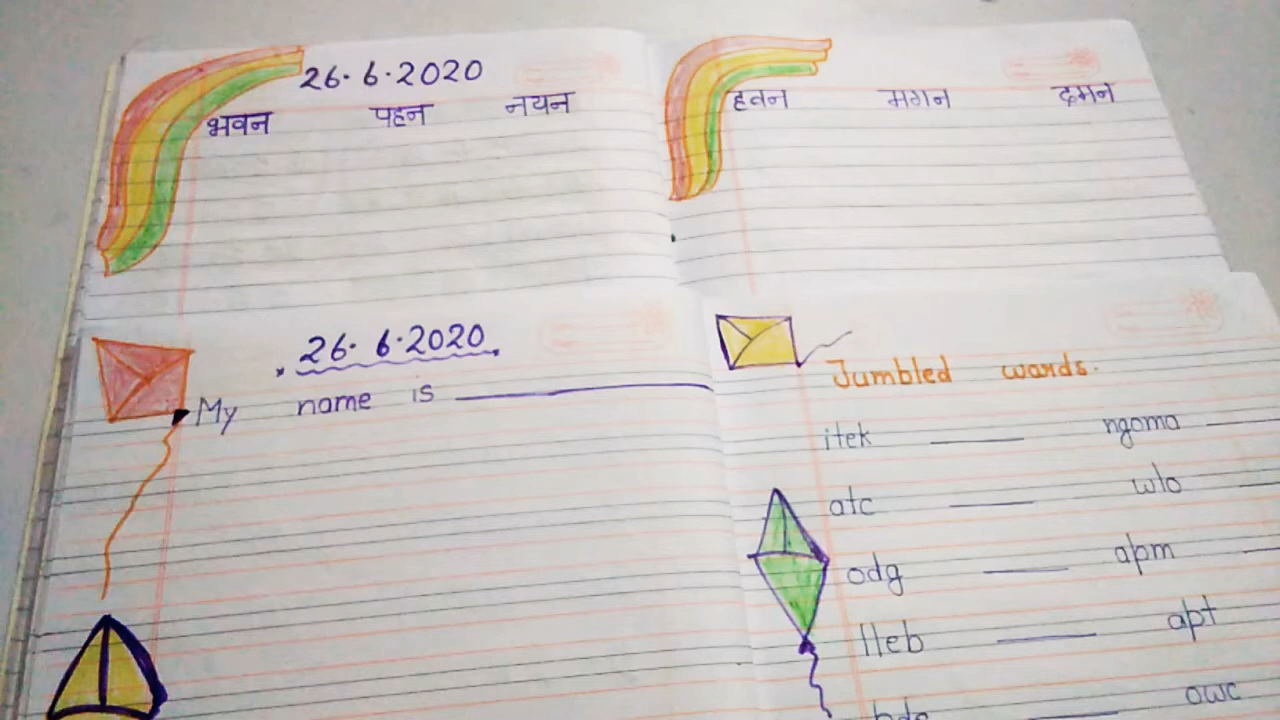 26.6.2020
भवन पहन नयन
हवन मगन दमन
26.6.2020
My name is
Jumbled words.
itek ngoma
atc wlo
odg apm
lleb apt
owc